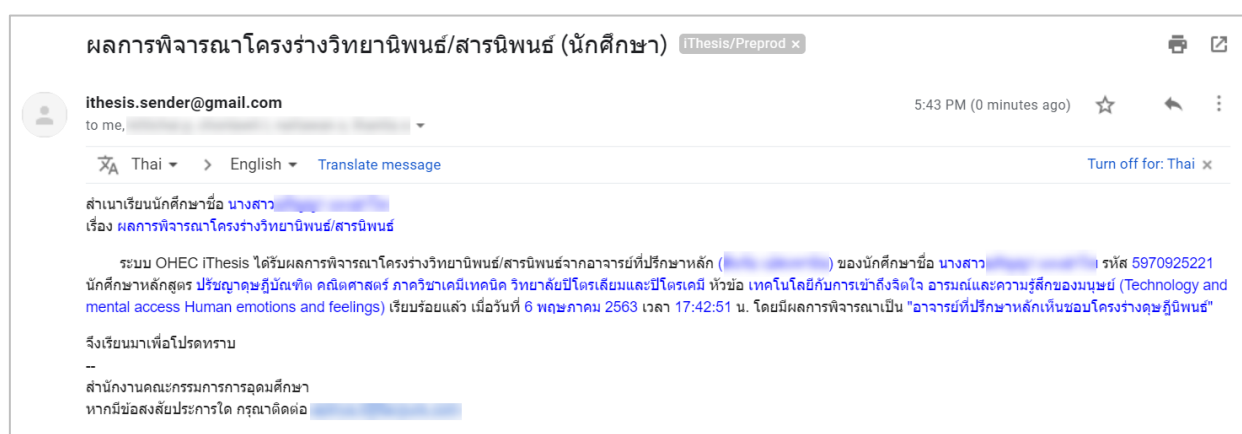 ผลการพิจารณาโครงร่างวิทยานิพนธ์/สารนิพนธ์ (นักศึกษา) iThesis/Preprod ×
ithesis.sender@gmail.com 5:43 PM (0 minutes ago)
to me,
Thai > English Translate message Turn off for: Thai ×
สำเนาเรียนนักศึกษาชื่อ นางสาว
เรื่อง ผลการพิจารณาโครงร่างวิทยานิพนธ์/สารนิพนธ์
ระบบ OHEC iThesis ได้รับผลการพิจารณาโครงร่างวิทยานิพนธ์/สารนิพนธ์จากอาจารย์ที่ปรึกษาหลัก ( ) ของนักศึกษาชื่อ นางสาว รหัส 5970925221
นักศึกษาหลักสูตร ปรัชญาดุษฎีบัณฑิต คณิตศาสตร์ ภาควิชาเคมีเทคนิค วิทยาลัยปิโตรเลียมและปิโตรเคมี หัวข้อ เทคโนโลยีกับการเข้าถึงจิตใจ อารมณ์และความรู้สึกของมนุษย์ (Technology and
mental access Human emotions and feelings) เรียบร้อยแล้ว เมื่อวันที่ 6 พฤษภาคม 2563 เวลา 17:42:51 น. โดยมีผลการพิจารณาเป็น "อาจารย์ที่ปรึกษาหลักเห็นชอบโครงร่างดุษฎีนิพนธ์"
จึงเรียนมาเพื่อโปรดทราบ
--
สำนักงานคณะกรรมการการอุดมศึกษา
หากมีข้อสงสัยประการใด กรุณาติดต่อ